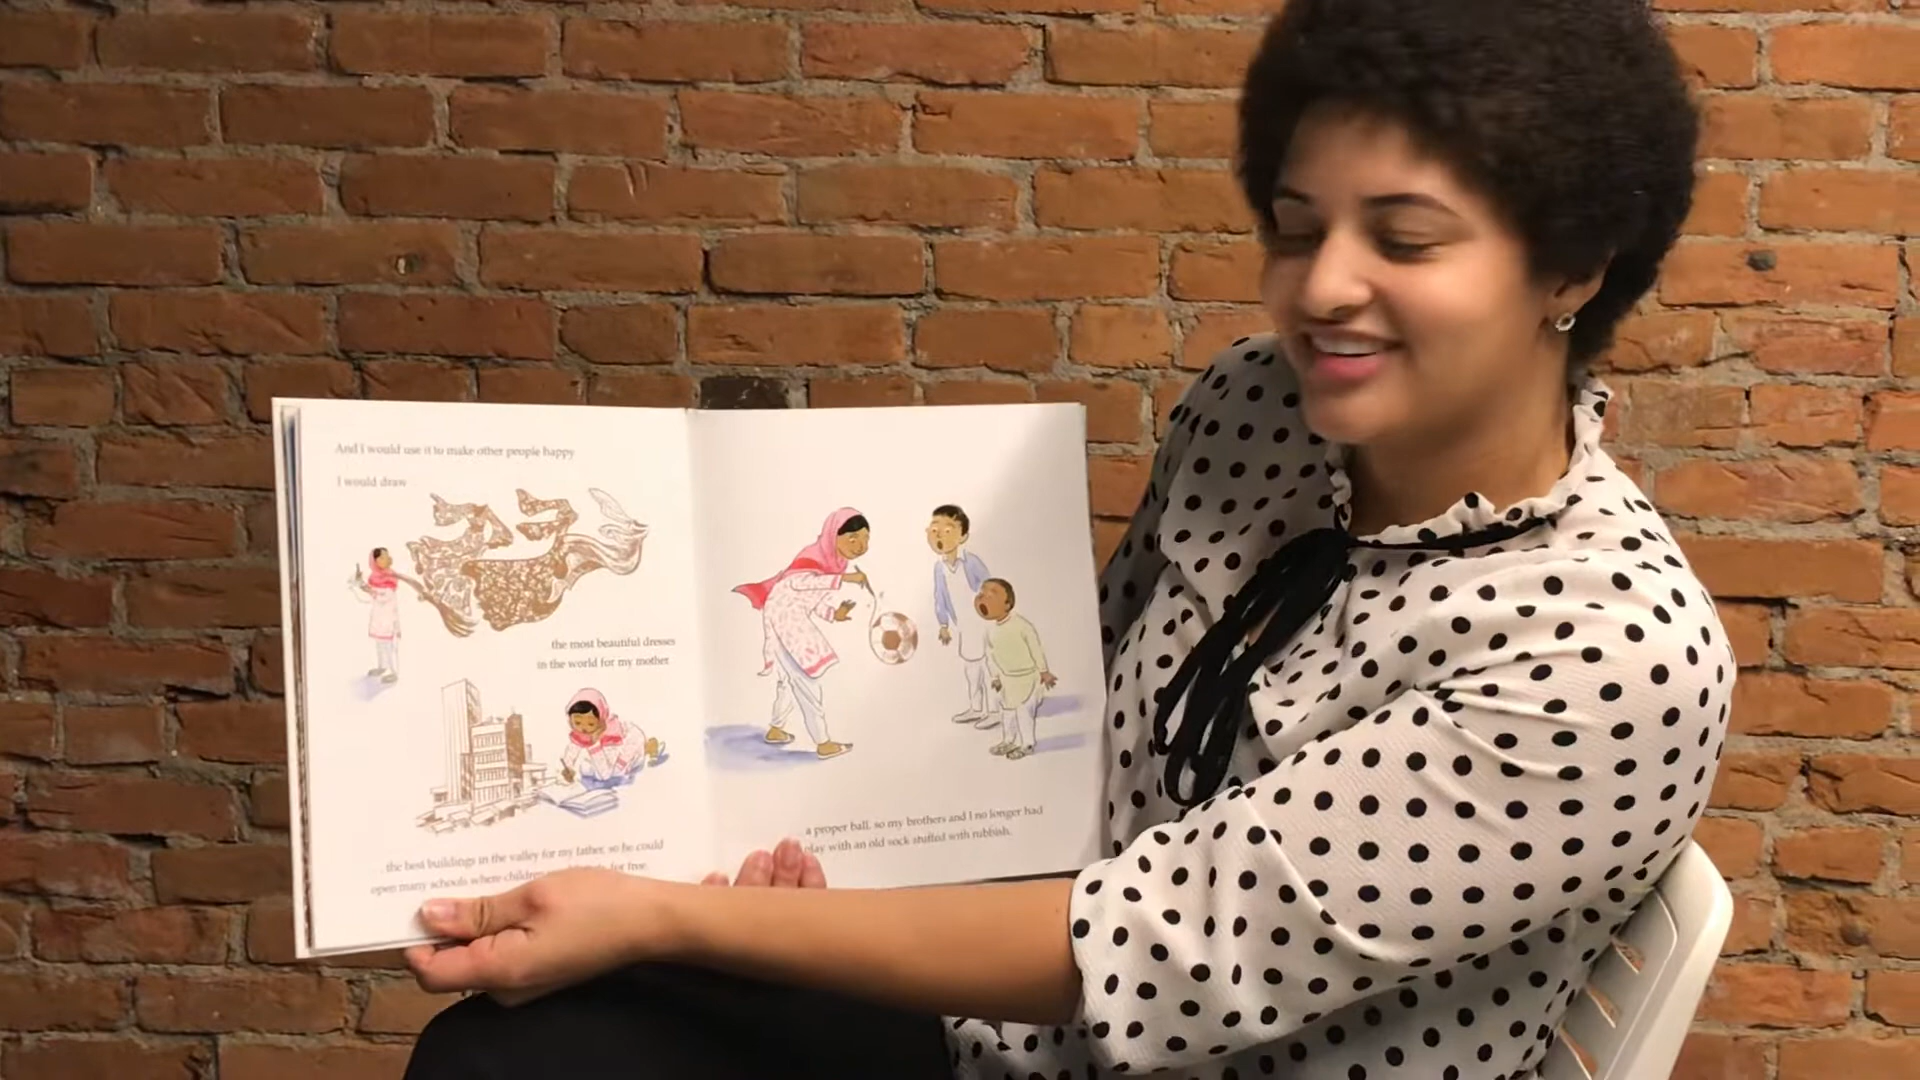 And I would use it to make other people happy
I would draw
the most beautiful dresses
in the world for my mother
the best buildings in the valley for my father, so he could
open many schools where children for free.
a proper ball, so my brothers and I no longer had
play with an old sock stuffed with rubbish.